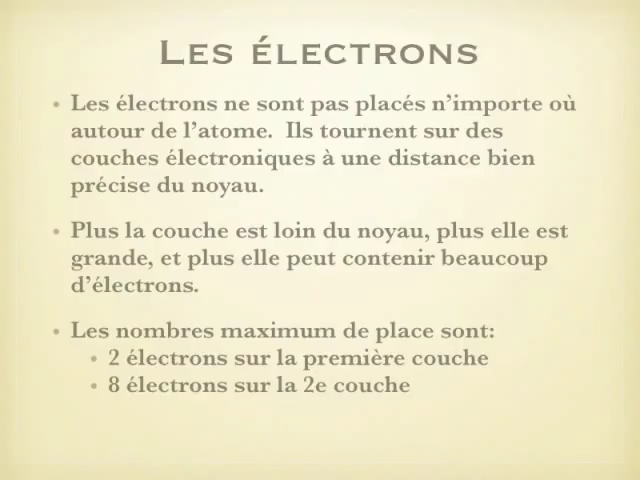 LES ÉLECTRONS
• Les électrons ne sont pas placés n'importe où
autour de l'atome. Ils tournent sur des
couches électroniques à une distance bien
précise du noyau.
• Plus la couche est loin du noyau, plus elle est
grande, et plus elle peut contenir beaucoup
d'électrons.
• Les nombres maximum de place sont:
• 2 électrons sur la première couche
• 8 électrons sur la 2e couche